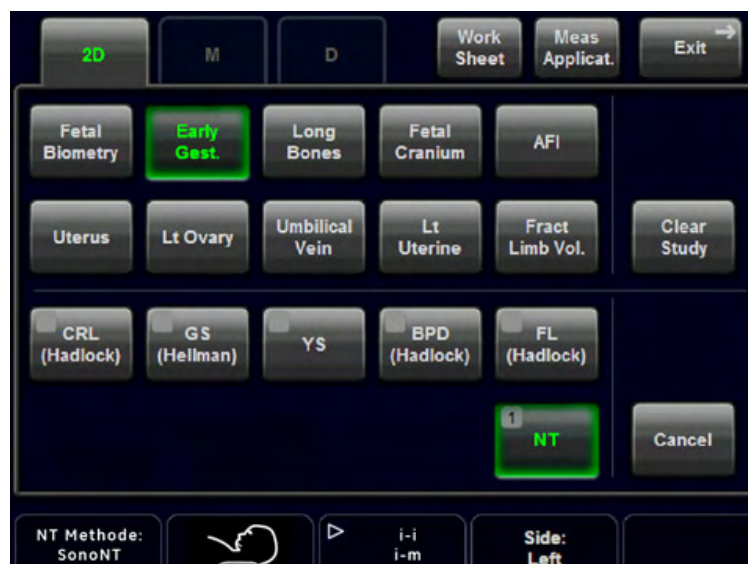 2D
M
D
Work
Sheet
Meas
Applicat.
Exit
Fetal
Biometry
Early
Gest.
Long
Bones
Fetal
Cranium
AFI
Uterus
Lt Ovary
Umbilical
Vein
Lt
Uterine
Fract
Limb Vol.
Clear
Study
CRL
(Hadlock)
GS
(Hellman)
YS
BPD
(Hadlock)
FL
(Hadlock)
1
NT
Cancel
NT Methode:
SonoNT
i-i
i-m
Side:
Left